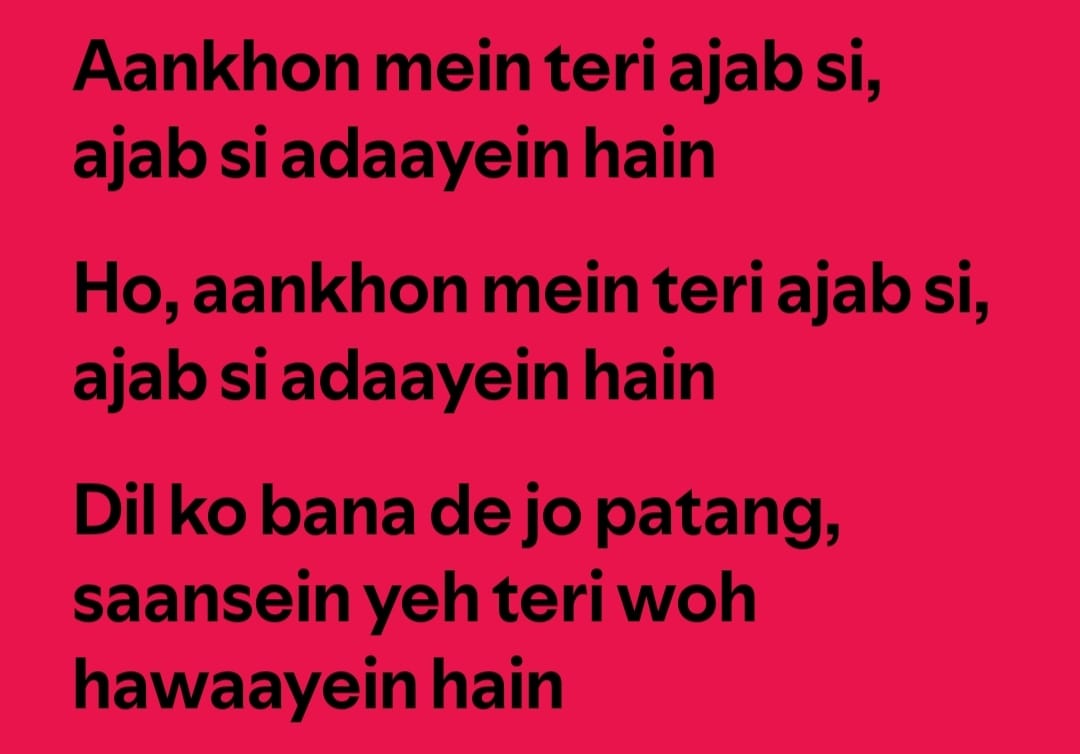 Aankhon mein teri ajab si,
ajab si adaayein hain
Ho, aankhon mein teri ajab si,
ajab si adaayein hain
Dil ko bana de jo patang,
saansein yeh teri woh
hawaayein hain